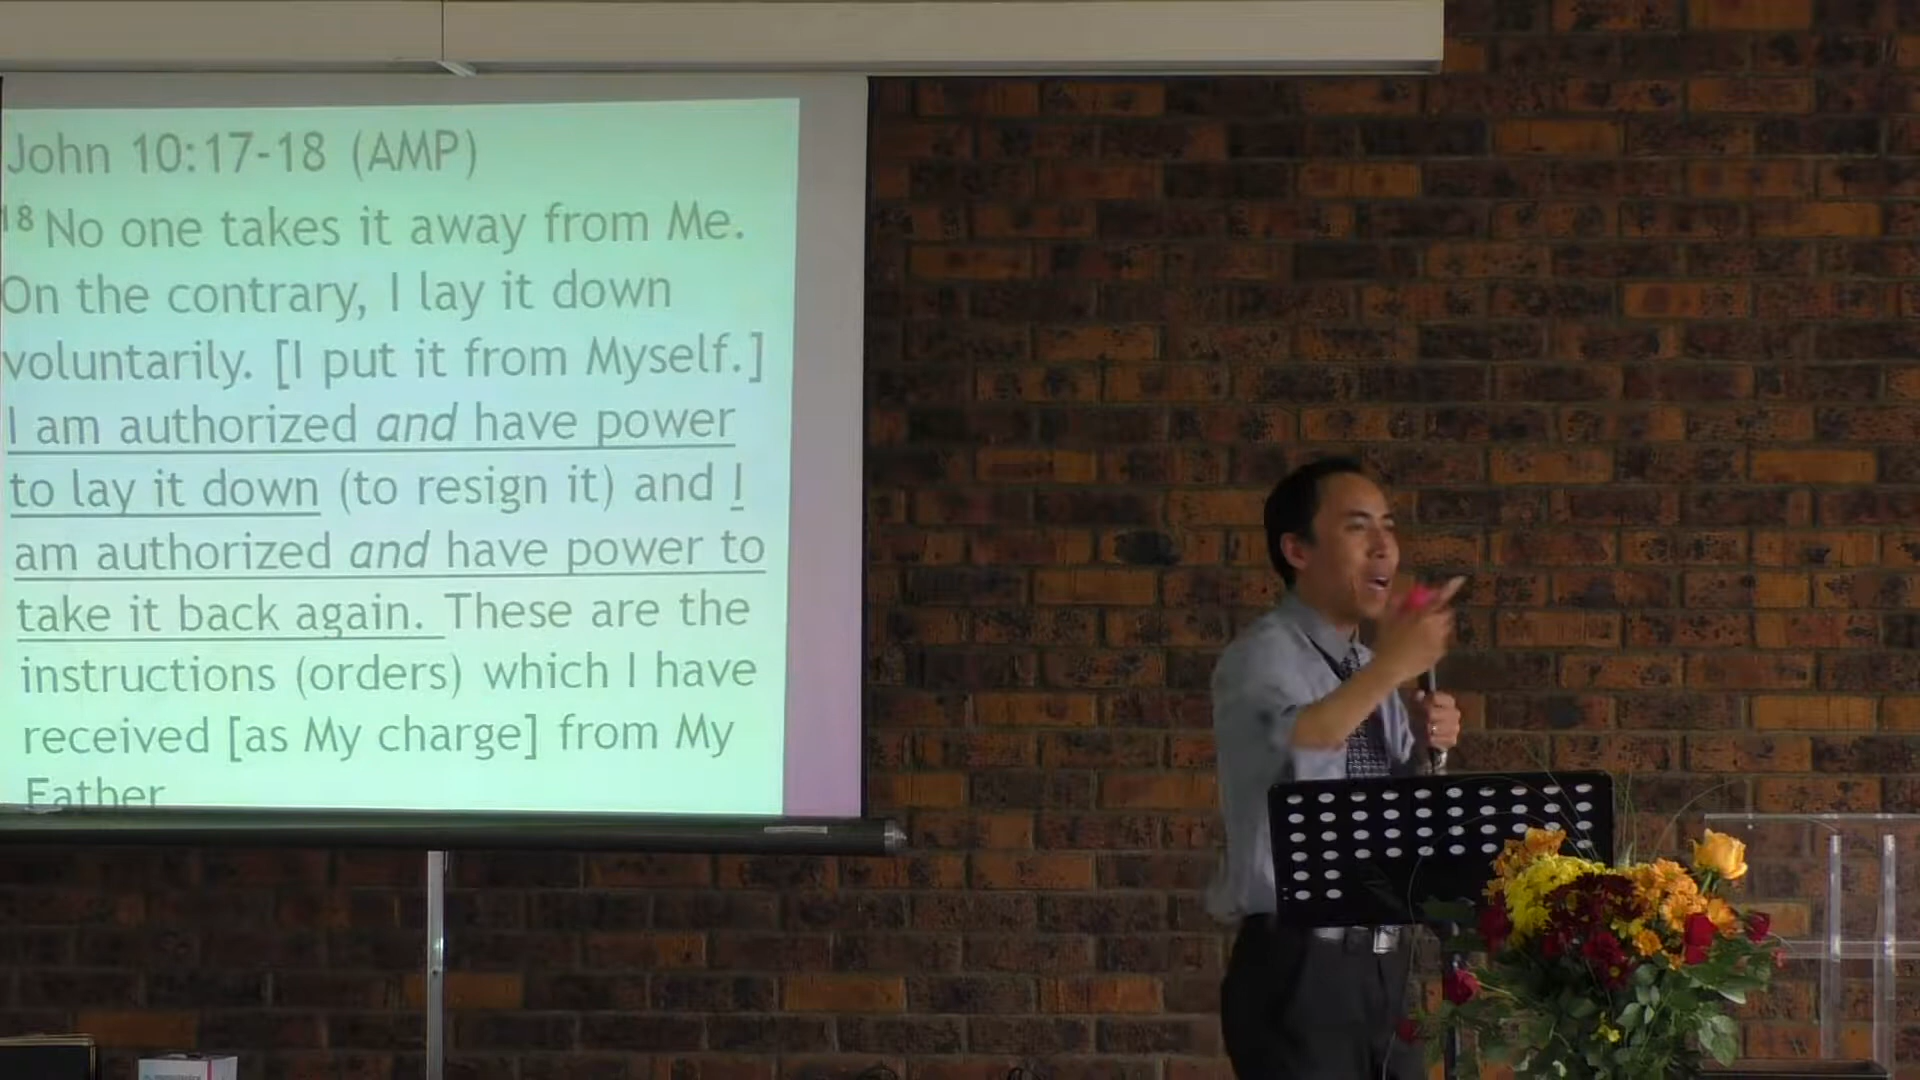 John 10:17-18 (AMP)
18 No one takes it away from Me.
On the contrary, I lay it down
voluntarily. [I put it from Myself.]
I am authorized and have power
to lay it down (to resign it) and I
am authorized and have power to
take it back again. These are the
instructions (orders) which I have
received [as My charge] from My
Father